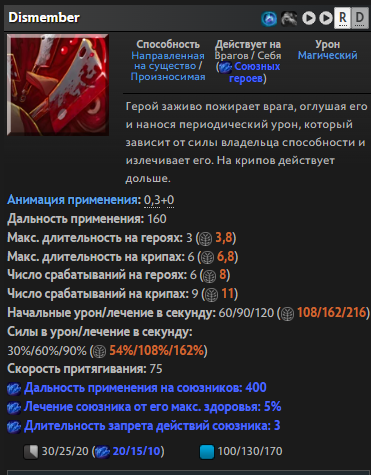 Dismember
R D
Способность
Направленная
на существо /
Произносимая
Действует на
Врагов / Себя
(Союзных
героев)
Урон
Магический
Герой заживо пожирает врага, оглушая его
и нанося периодический урон, который
зависит от силы владельца способности и
излечивает его. На крипов действует
дольше.
Анимация применения: 0,3+0
Дальность применения: 160
Макс. длительность на героях: 3 (3,8)
Макс. длительность на крипах: 6 (6,8)
Число срабатываний на героях: 6 (8)
Число срабатываний на крипах: 9 (11)
Начальные урон/лечение в секунду: 60/90/120 (108/162/216)
Силы в урон/лечение в секунду:
30%/60%/90% (54%/108%/162%)
Скорость притягивания: 75
Дальность применения на союзников: 400
Лечение союзника от его макс. здоровья: 5%
Длительность запрета действий союзника: 3
30/25/20 (20/15/10) 100/130/170